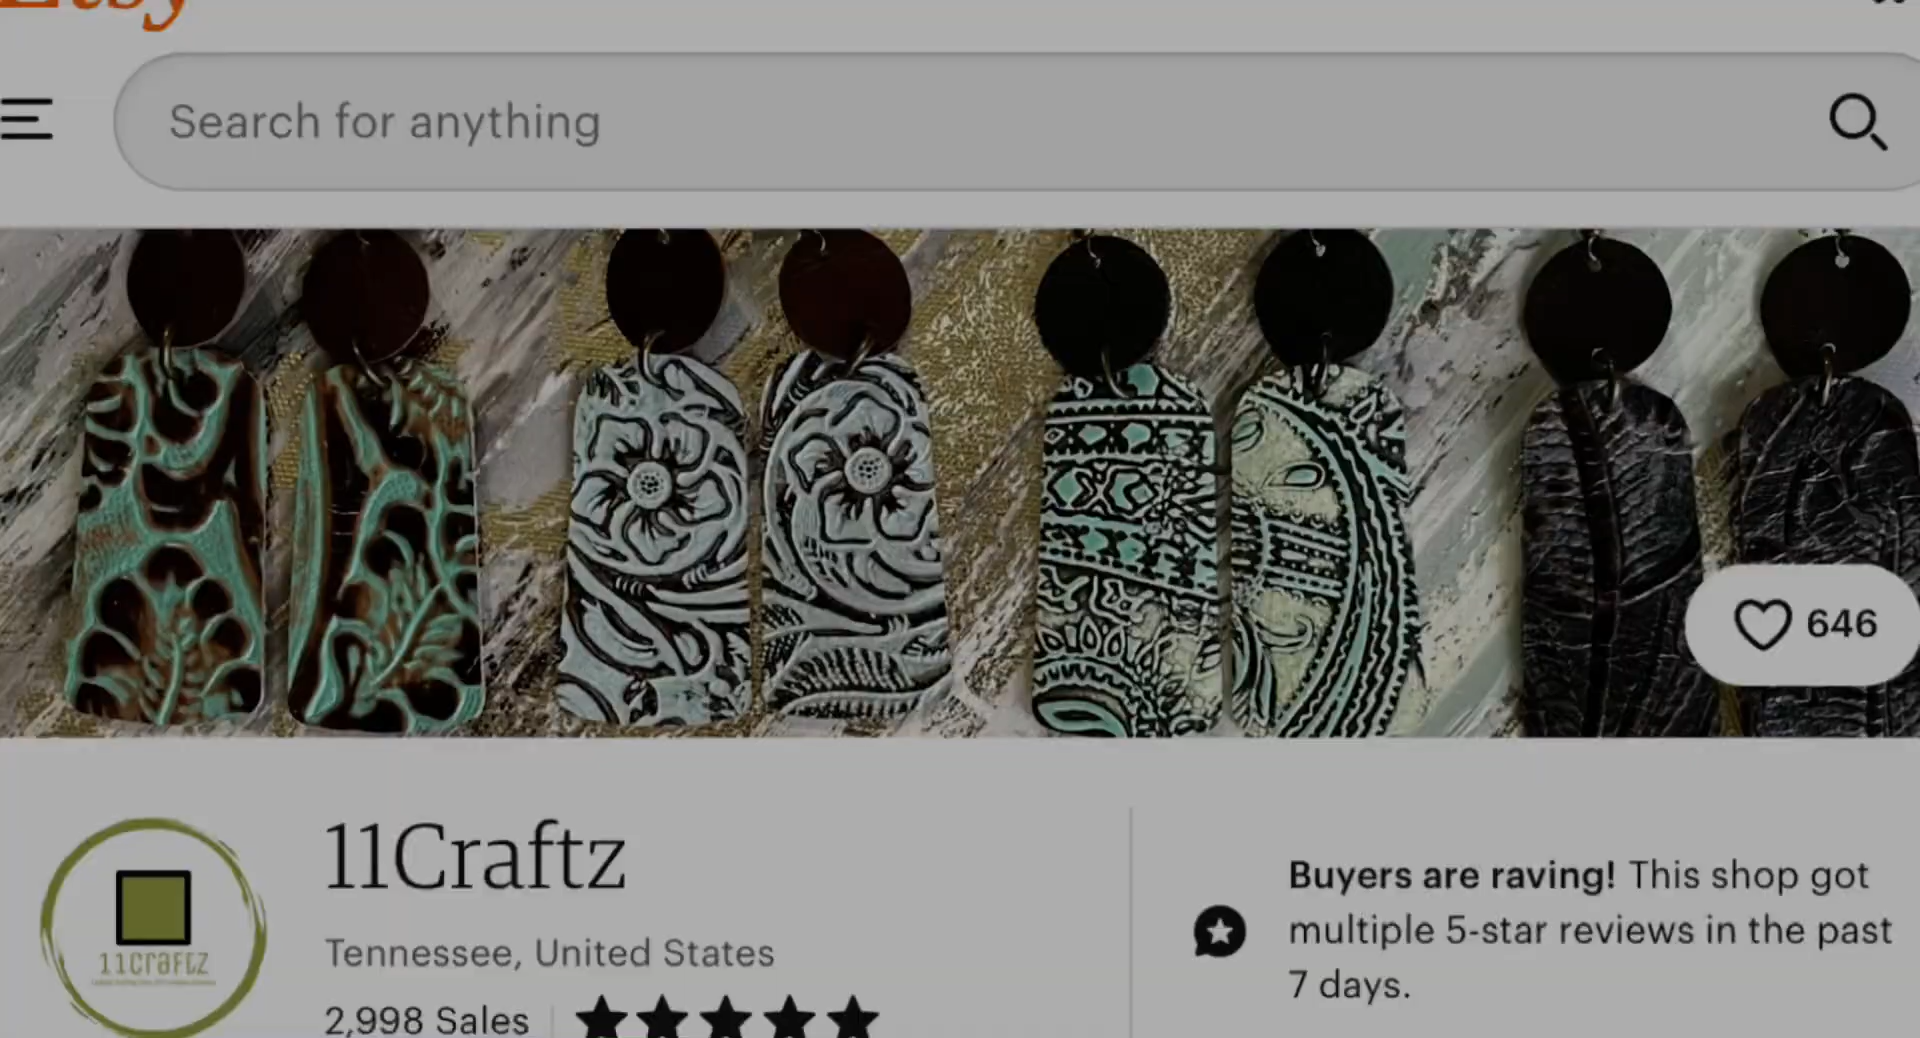 Etsy
Search for anything
646
11Craftz
11craftz
Tennessee, United States
2,998 Sales
Buyers are raving! This shop got
multiple 5-star reviews in the past
7 days.